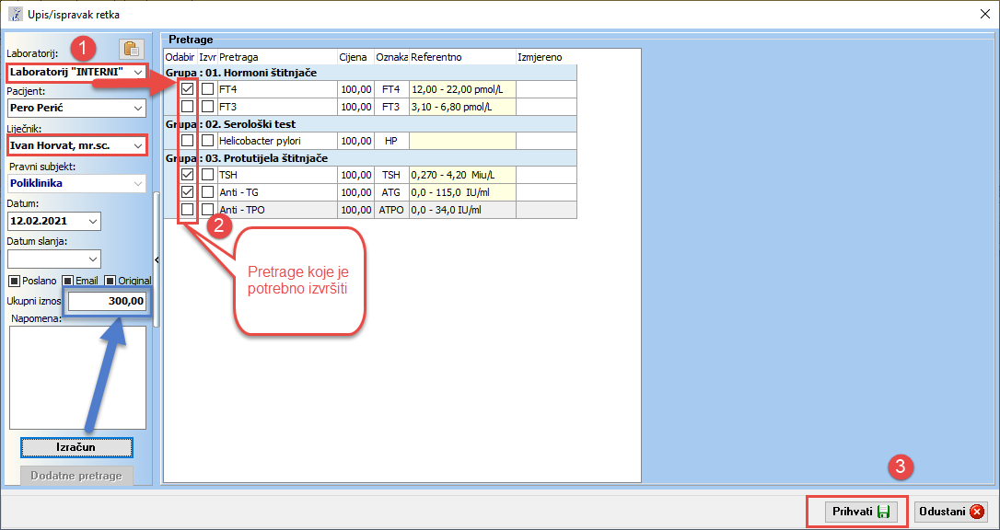 Upis/ispravak retka
Laboratorij:
1
Laboratorij "INTERNI"
Pacijent:
Pero Perić
Liječnik:
Ivan Horvat, mr.sc.
Pravni subjekt:
Poliklinika
Datum:
12.02.2021
Datum slanja:
Poslano Email Original
Ukupni iznos 300,00
Napomena:
Izračun
Dodatne pretrage
Pretrage
Odabir Izvr Pretraga Cijena Oznaka Referentno Izmjereno
Grupa : 01. Hormoni štitnjače
FT4 100,00 FT4 12,00 - 22,00 pmol/L
FT3 100,00 FT3 3,10 - 6,80 pmol/L
Grupa : 02. Serološki test
Helicobacter pylori 100,00 HP
Grupa : 03. Protutijela štitnjače
TSH 100,00 TSH 0,270 - 4,20 Miu/L
Anti - TG 100,00 ATG 0,0 - 115,0 IU/ml
Anti - TPO 100,00 ATPO 0,0 - 34,0 IU/ml
2
Pretrage koje je
potrebno izvršiti
3
Prihvati Odustani